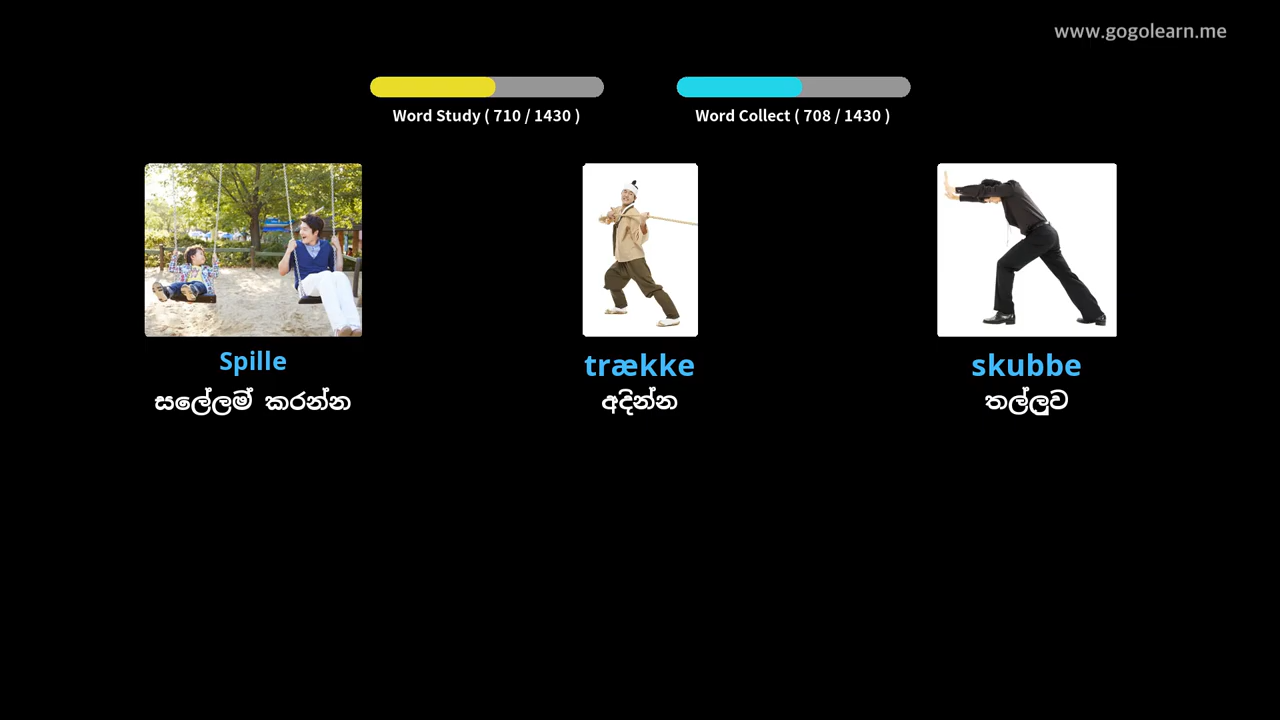 www.gogolearn.me
Word Study ( 710 / 1430 )
Word Collect ( 708 / 1430 )
Spille
සෙල්ලම් කරන්න
trække
අදින්න
skubbe
තල්ලුව